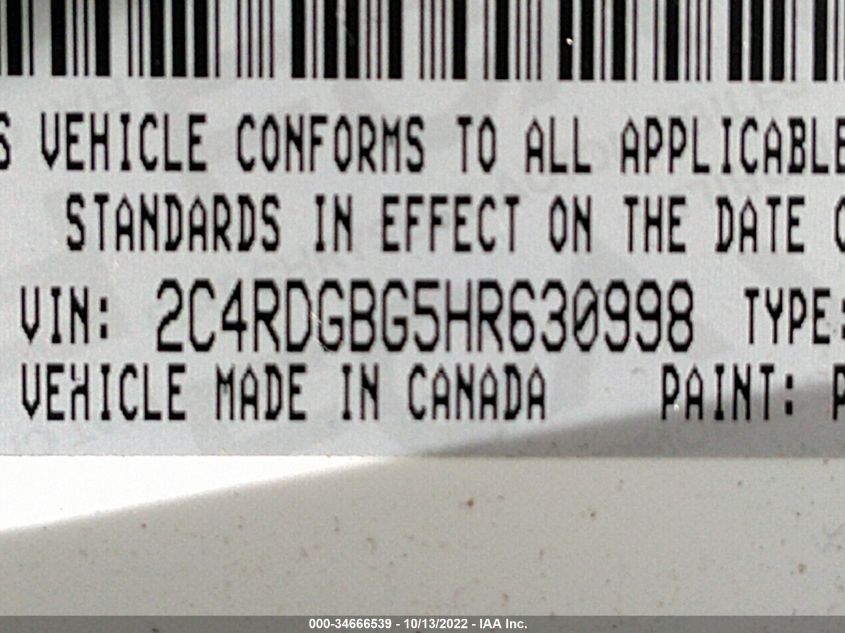 S VEHICLE CONFORMS TO ALL APPLICABLE
STANDARDS IN EFFECT ON THE DATE O
VIN: 2C4RDGBG5HR630998 TYPE:
VEHICLE MADE IN CANADA PAINT: P
000-34666539 - 10/13/2022 - IAA Inc.